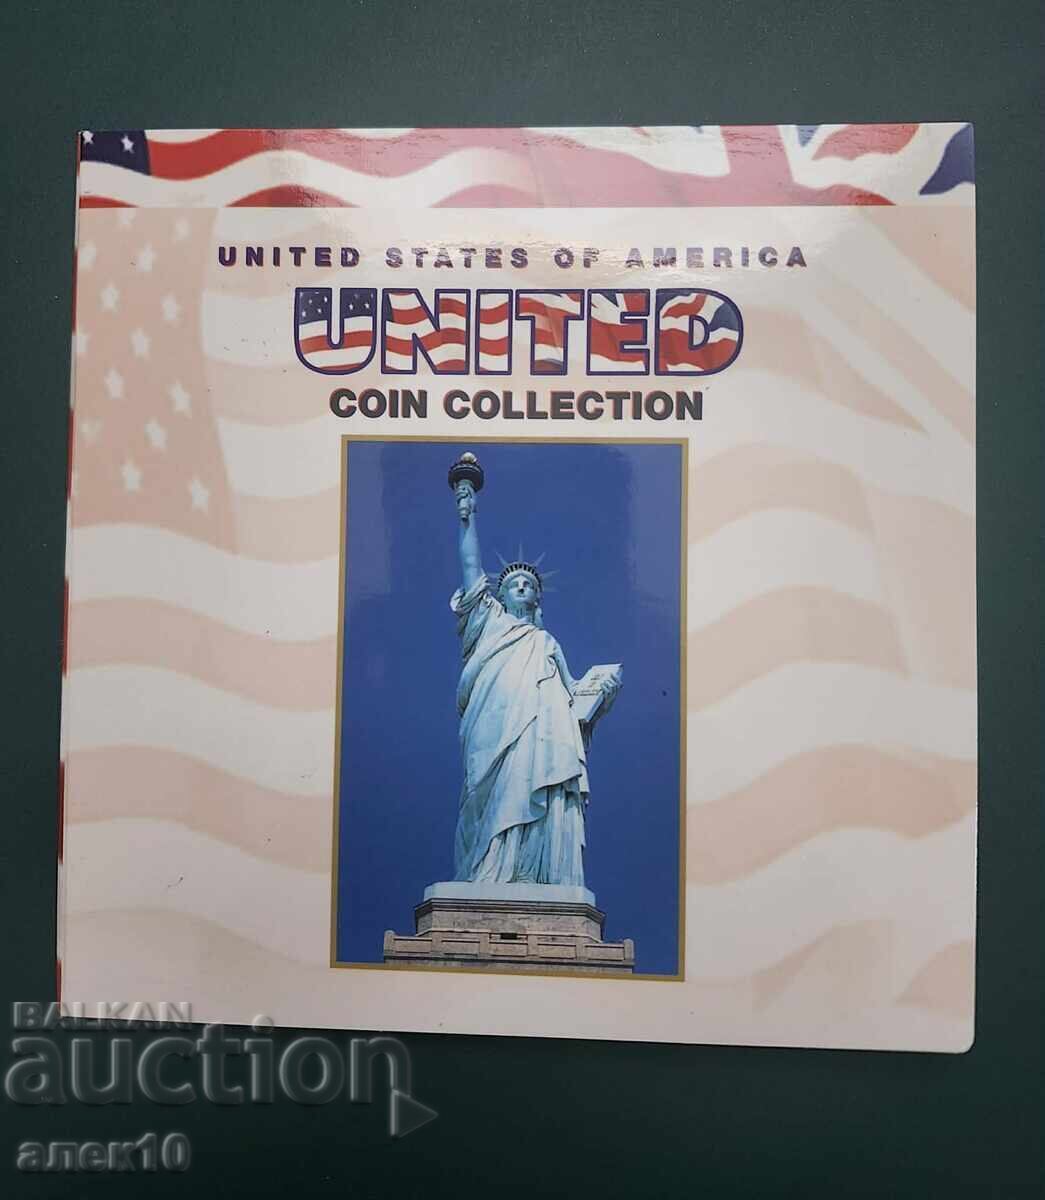 UNITED STATES OF AMERICA
UNITED
COIN COLLECTION
BALKAN
auction
алек10